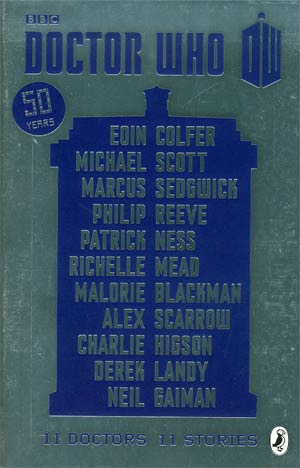 BBC
DOCTOR WHO
DW
50
YEARS
EOIN COLFER
MICHAEL SCOTT
MARCUS SEDGWICK
PHILIP REEVE
PATRICK NESS
RICHELLE MEAD
MALORIE BLACKMAN
ALEX SCARROW
CHARLIE HIGSON
DEREK LANDY
NEIL GAIMAN
11 DOCTORS 11 STORIES